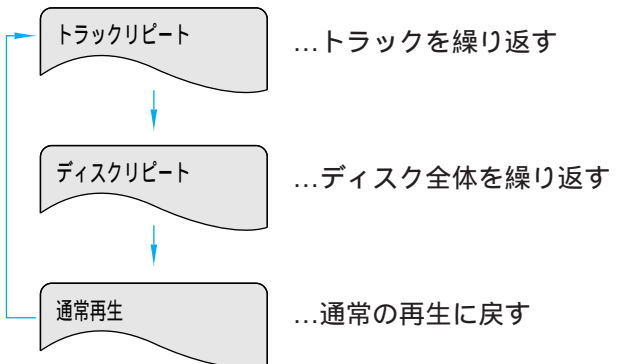 トラックリピート
…トラックを繰り返す
ディスクリピート
…ディスク全体を繰り返す
通常再生
…通常の再生に戻す